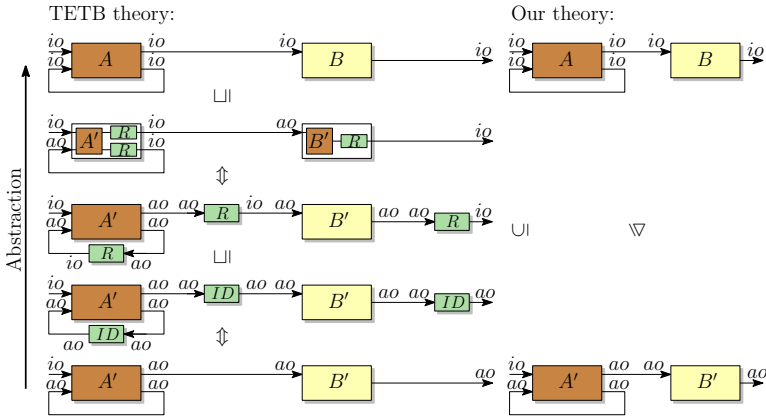 TETB theory:
Our theory:
io io io io
io A io B
io io io io
io A io B io
⊔|
io io ao
ao A′ R R io B′ R io
⇕
io ao ao io ao ao ao io
ao A′ ao R B′ R
io R ao
∪| \∇
⊔|
io ao ao ao ao ao ao ao
ao A′ ao ID B′ ID
ao ID ao
⇕
io ao ao ao
ao A′ ao B′
io ao ao ao
ao A′ ao B′
Abstraction